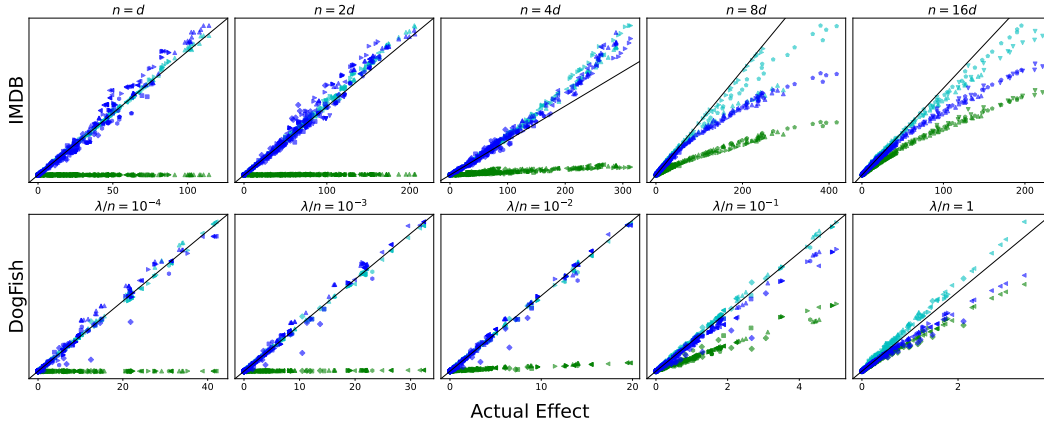 n = d n = 2d n = 4d n = 8d n = 16d
IMDB
0 50 100 0 100 200 0 100 200 300 0 200 400 0 100 200
λ/n = 10⁻⁴ λ/n = 10⁻³ λ/n = 10⁻² λ/n = 10⁻¹ λ/n = 1
DogFish
0 20 40 0 10 20 30 0 10 20 0 2 4 0 2
Actual Effect